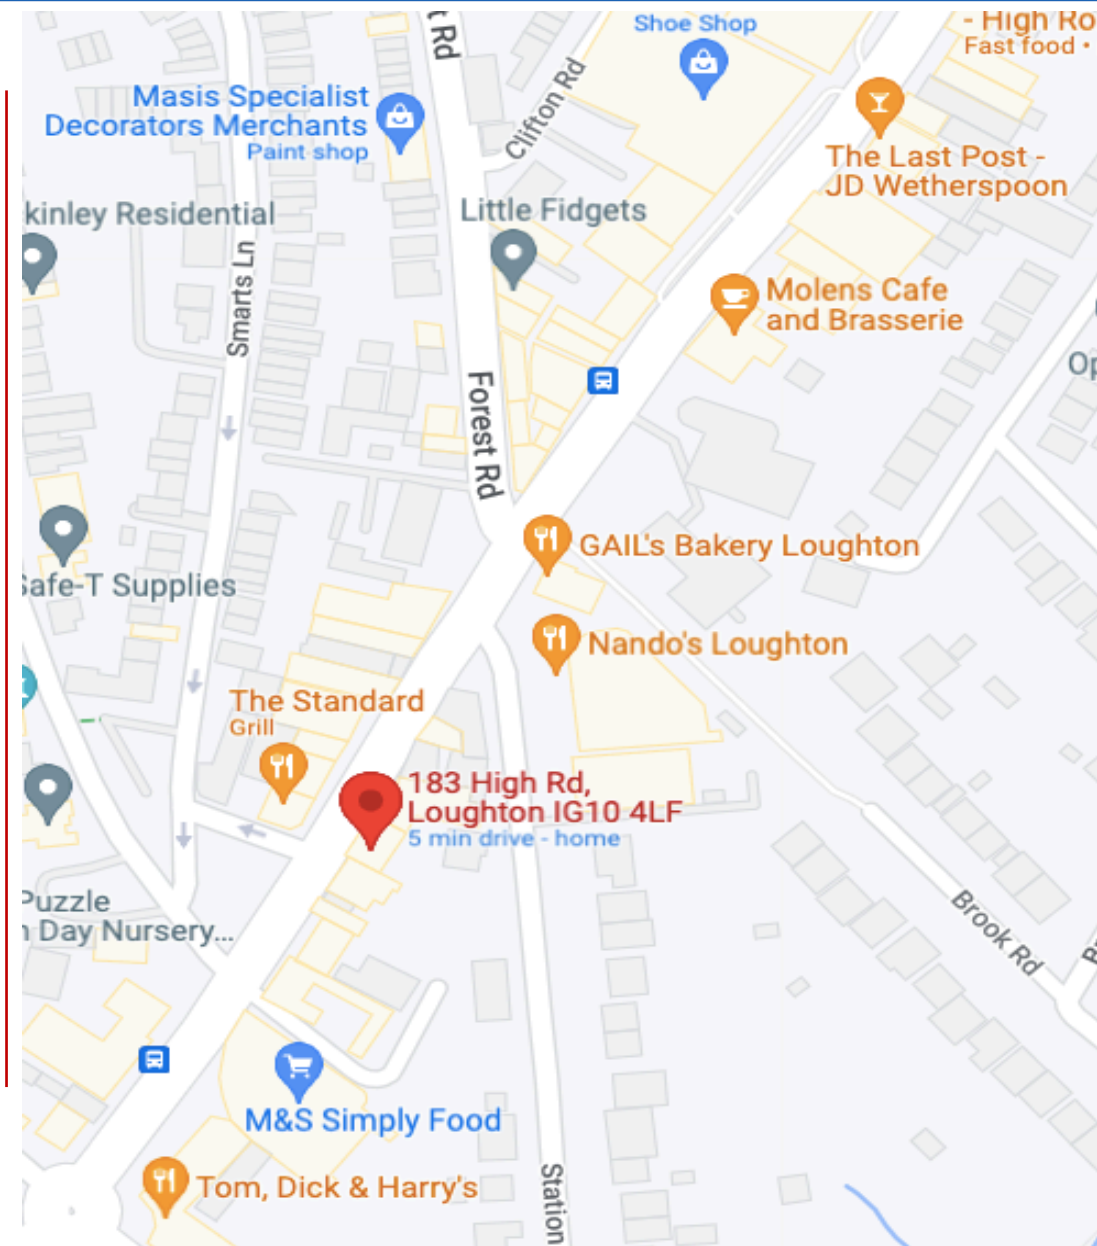 Shoe Shop
- High Ro
Fast food ·
t Rd
Clifton Rd
Masis Specialist
Decorators Merchants
Paint shop
The Last Post -
JD Wetherspoon
kinley Residential
Little Fidgets
Smarts Ln
Molens Cafe
and Brasserie
Op
Forest Rd
GAIL's Bakery Loughton
Safe-T Supplies
Nando's Loughton
The Standard
Grill
183 High Rd,
Loughton IG10 4LF
5 min drive - home
Puzzle
n Day Nursery...
Brook Rd
M&S Simply Food
Station
Tom, Dick & Harry's